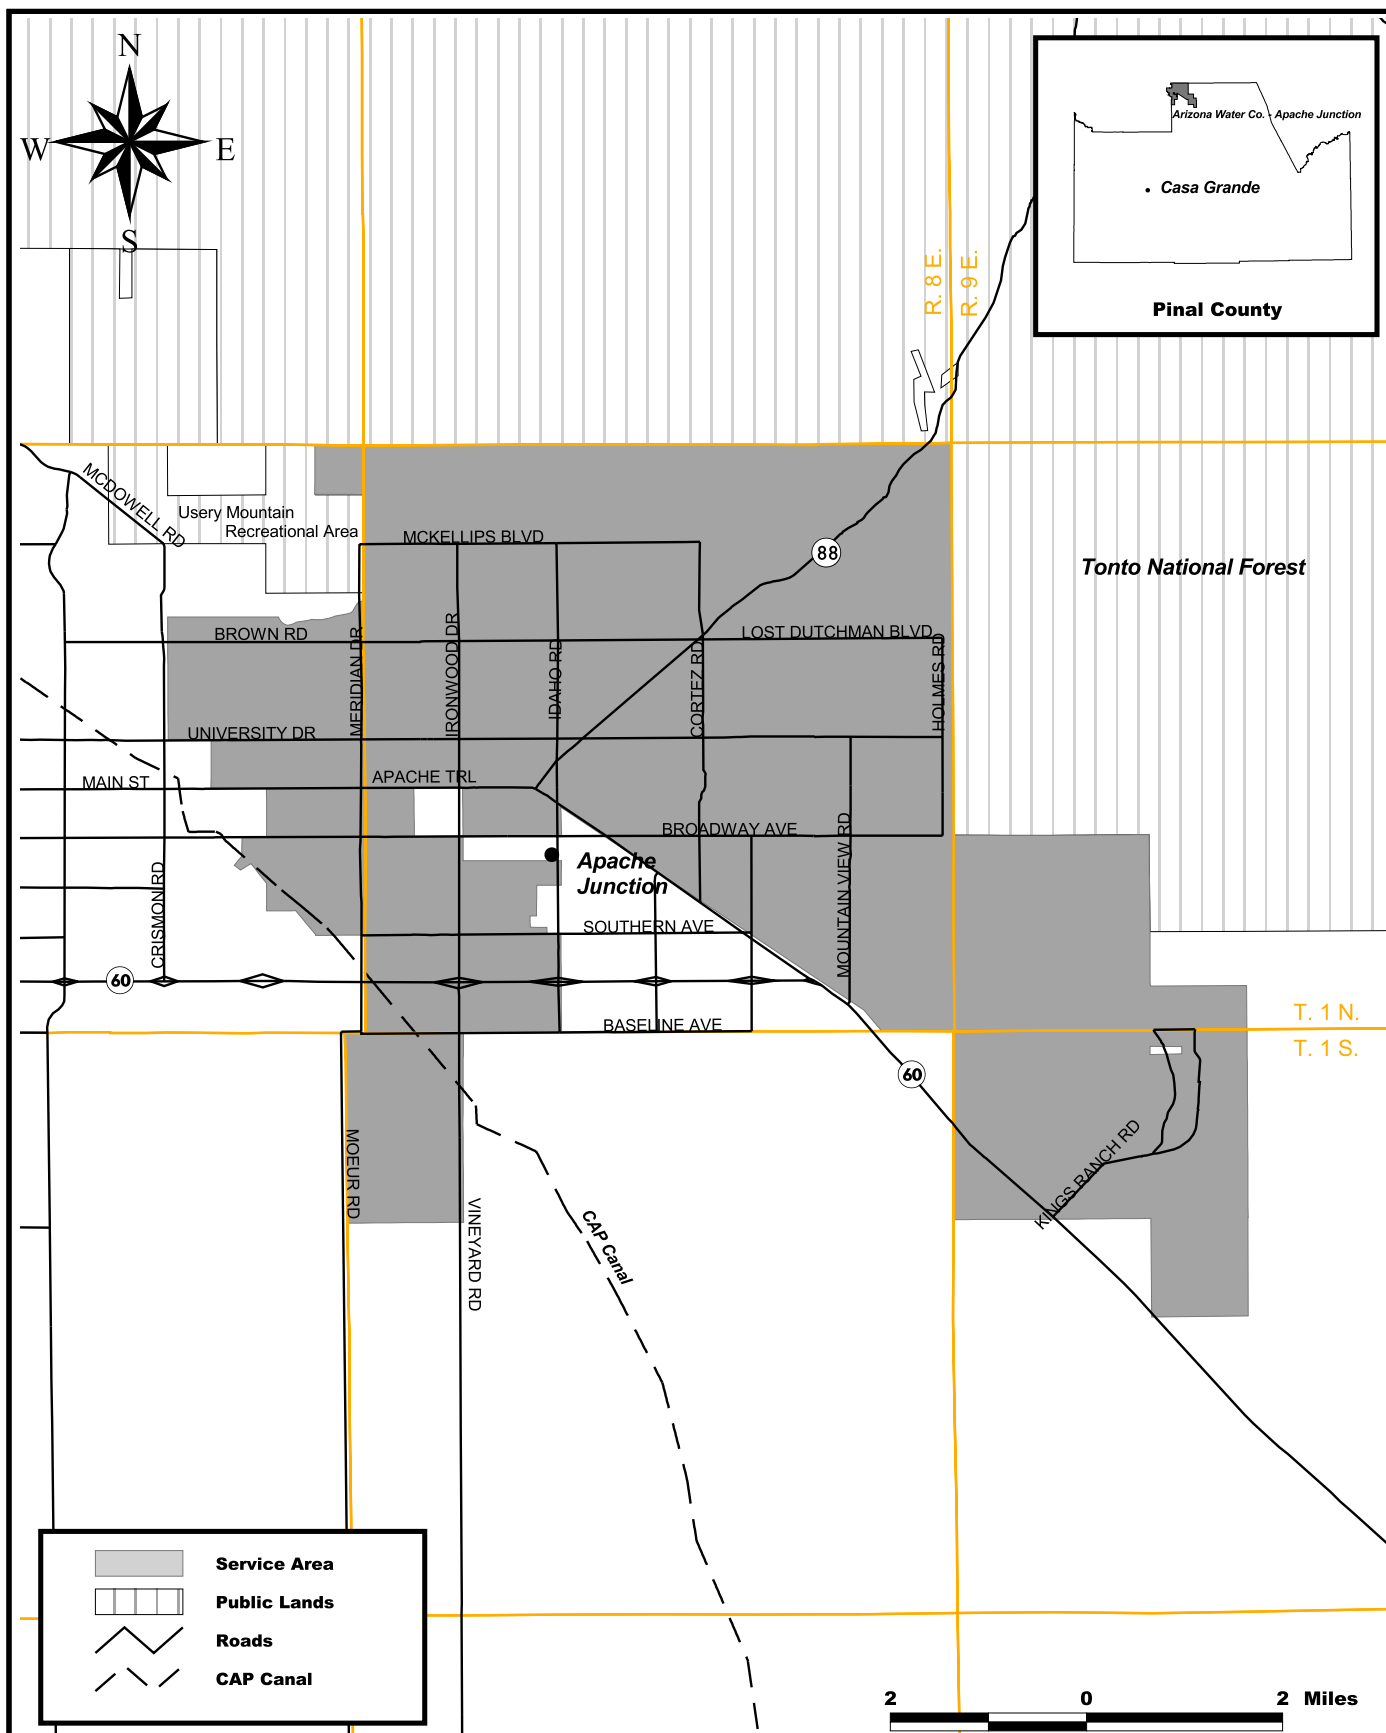 N
W
E
S
Arizona Water Co. - Apache Junction
Casa Grande
Pinal County
R. 8 E.
R. 9 E.
MCDOWELL RD
Usery Mountain
Recreational Area
MCKELLIPS BLVD
88
Tonto National Forest
BROWN RD
LOST DUTCHMAN BLVD
MERIDIAN DR
IRONWOOD DR
IDAHO RD
CORTEZ RD
HOLMES RD
UNIVERSITY DR
MAIN ST
APACHE TRL
BROADWAY AVE
Apache
Junction
CRISMON RD
MOUNTAIN VIEW RD
SOUTHERN AVE
60
BASELINE AVE
T. 1 N.
T. 1 S.
60
MOEUR RD
KINGS RANCH RD
VINEYARD RD
CAP Canal
Service Area
Public Lands
Roads
CAP Canal
2 0 2 Miles